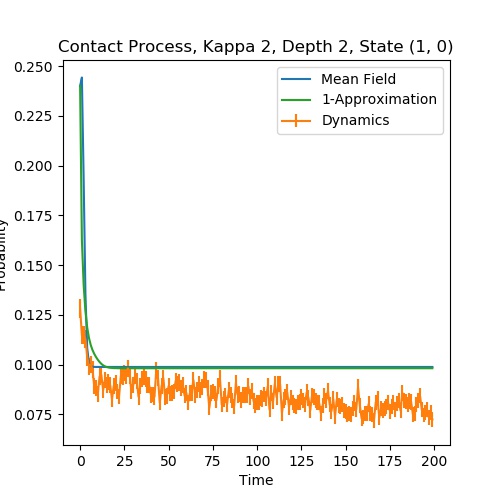 Contact Process, Kappa 2, Depth 2, State (1, 0)
Mean Field
1-Approximation
Dynamics
0.250
0.225
0.200
0.175
0.150
0.125
0.100
0.075
Probability
0
25
50
75
100
125
150
175
200
Time